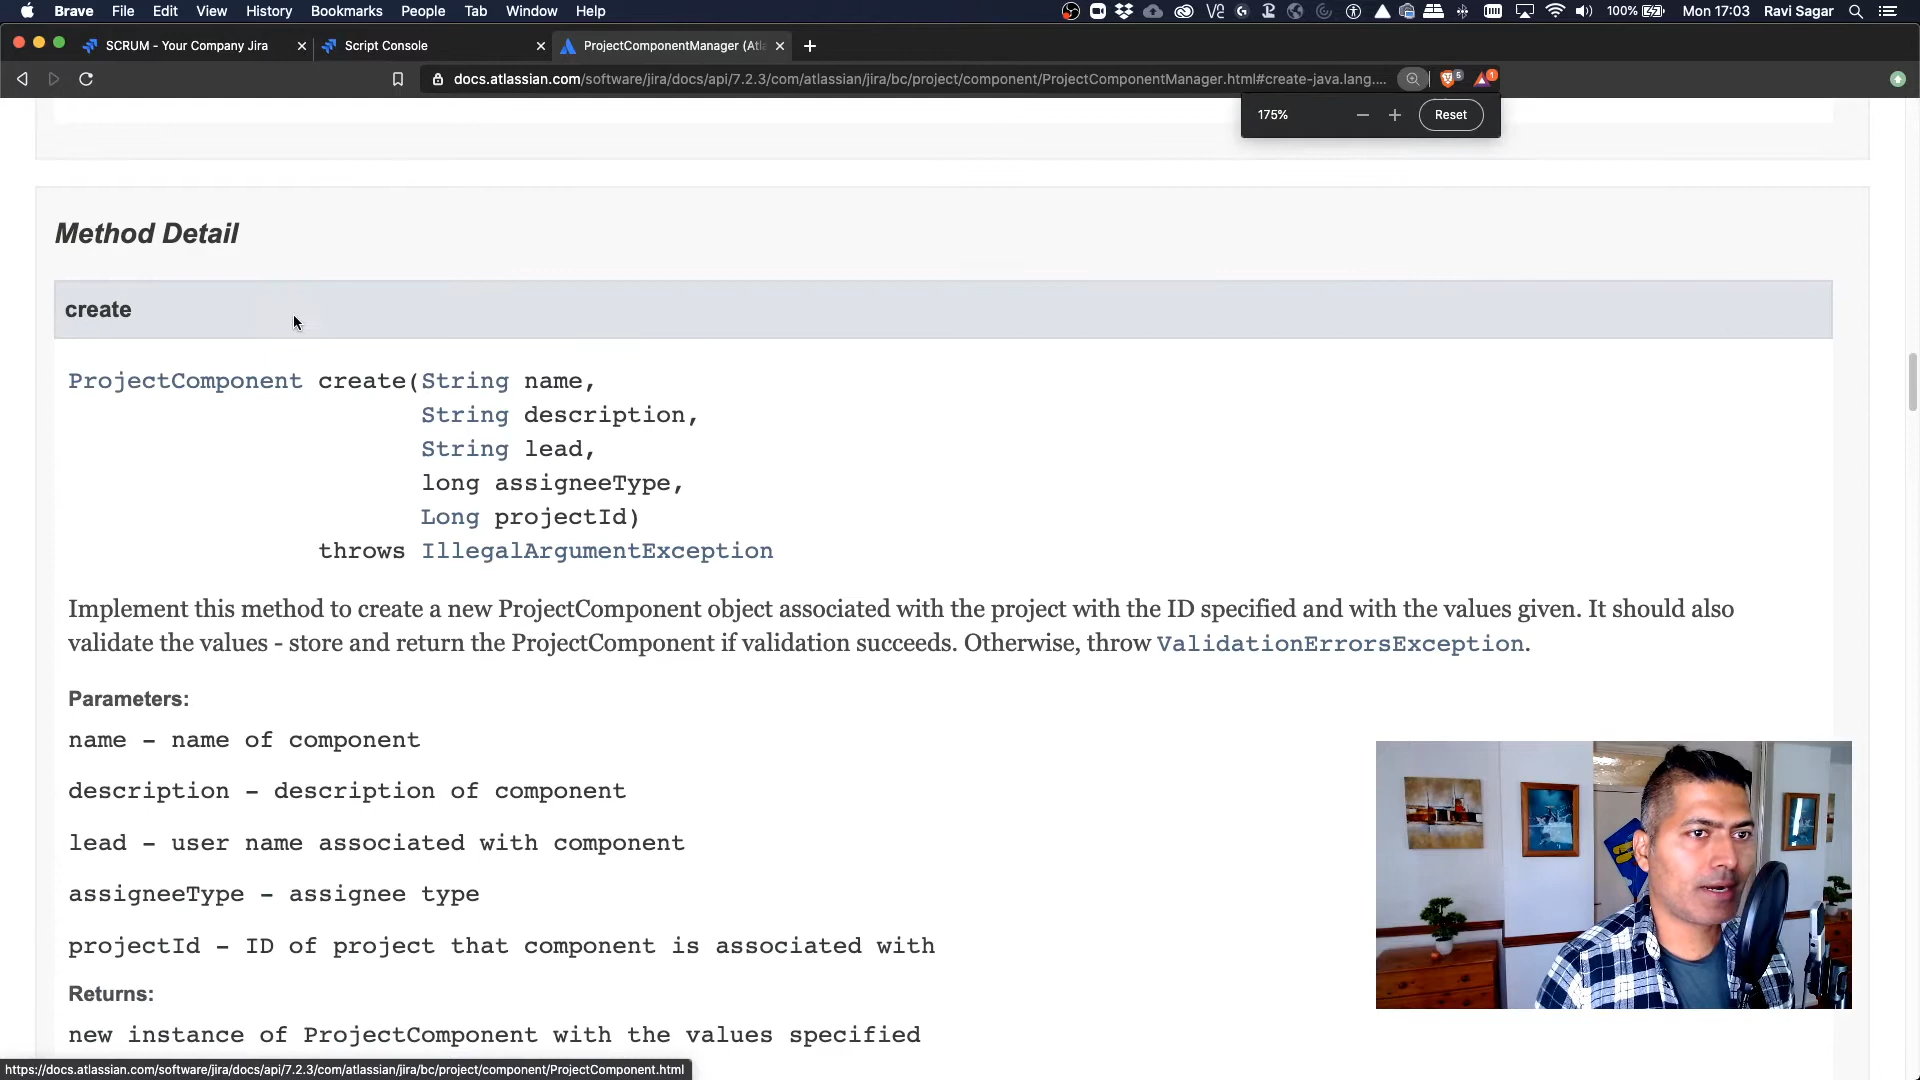 Brave File Edit View History Bookmarks People Tab Window Help 100% Mon 17:03 Ravi Sagar
SCRUM - Your Company Jira Script Console ProjectComponentManager (Atl
docs.atlassian.com/software/jira/docs/api/7.2.3/com/atlassian/jira/bc/project/component/ProjectComponentManager.html#create-java.lang.... 5 1
175% Reset
Method Detail
create
ProjectComponent create(String name,
String description,
String lead,
long assigneeType,
Long projectId)
throws IllegalArgumentException
Implement this method to create a new ProjectComponent object associated with the project with the ID specified and with the values given. It should also
validate the values - store and return the ProjectComponent if validation succeeds. Otherwise, throw ValidationErrorsException.
Parameters:
name - name of component
description - description of component
lead - user name associated with component
assigneeType - assignee type
projectId - ID of project that component is associated with
Returns:
new instance of ProjectComponent with the values specified
https://docs.atlassian.com/software/jira/docs/api/7.2.3/com/atlassian/jira/bc/project/component/ProjectComponent.html